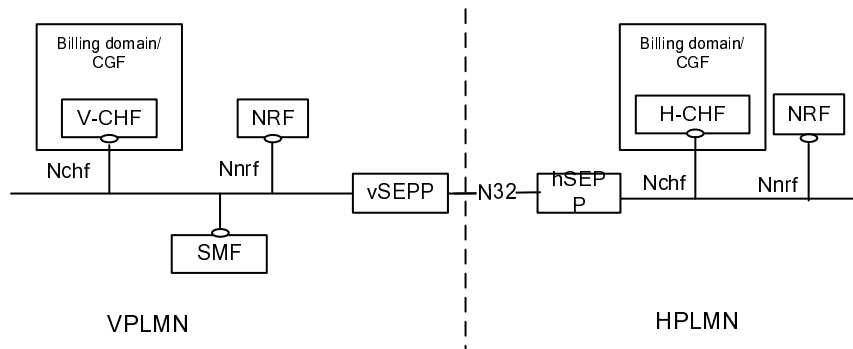 Billing domain/
CGF
V-CHF
NRF
Nchf
Nnrf
vSEPP
SMF
VPLMN
N32
Billing domain/
CGF
H-CHF
NRF
hSEP
P
Nchf
Nnrf
HPLMN